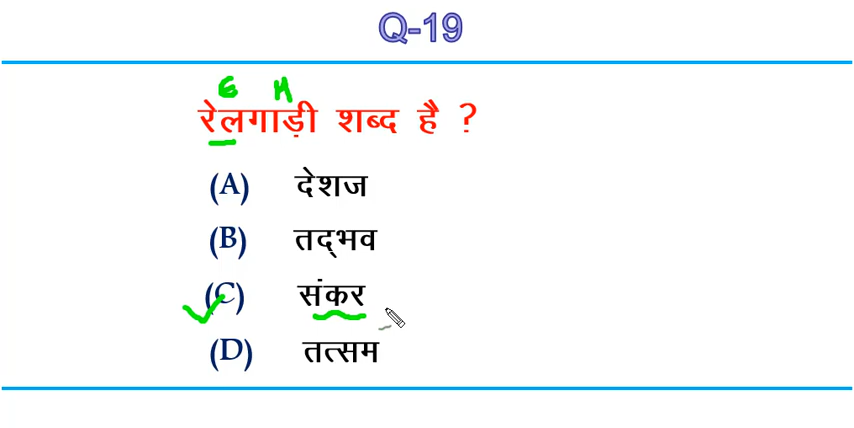 Q-19
E H
रेलगाड़ी शब्द है ?
(A) देशज
(B) तद्‌भव
(C) संकर
(D) तत्सम